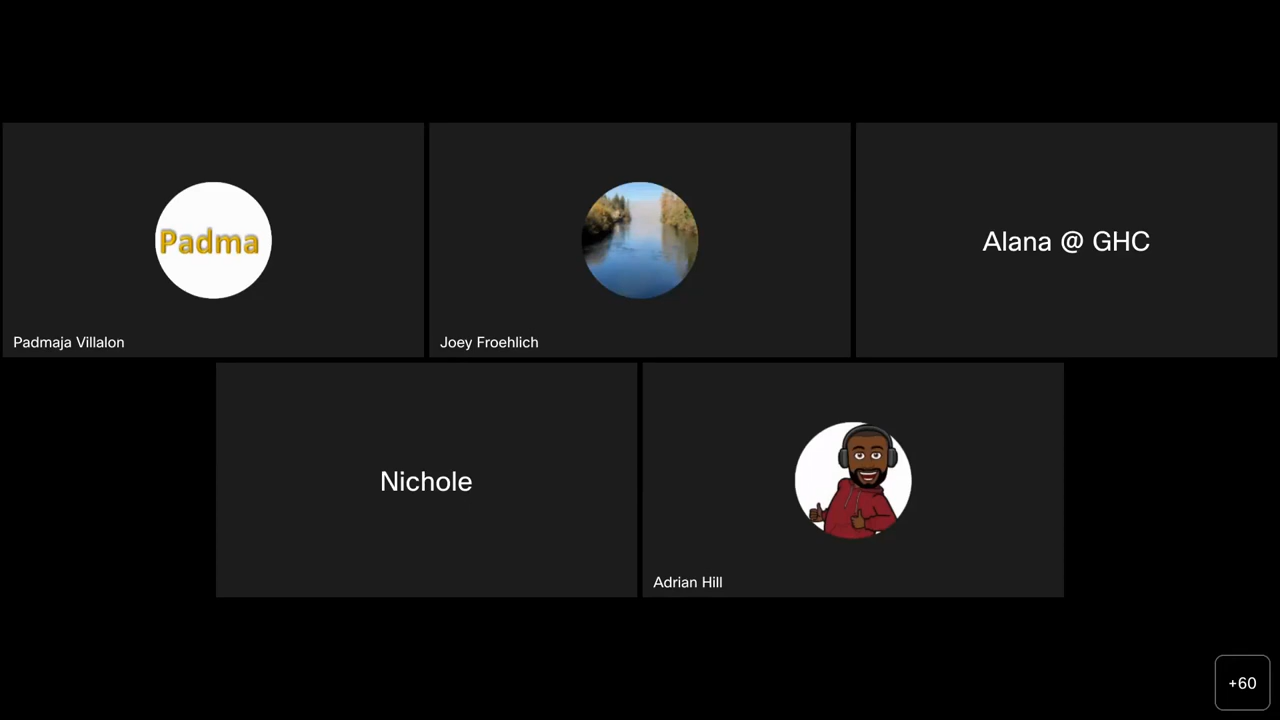 Padma
Padmaja Villalon
Joey Froehlich
Alana @ GHC
Nichole
Adrian Hill
+60